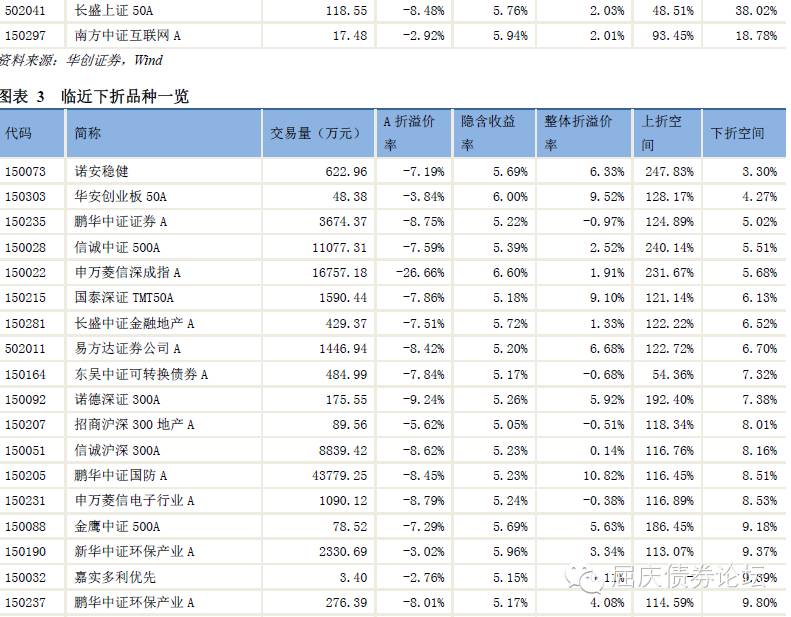 502041 长盛上证 50A 118.55 -8.48% 5.76% 2.03% 48.51% 38.02%
150297 南方中证互联网 A 17.48 -2.92% 5.94% 2.01% 93.45% 18.78%
资料来源：华创证券，Wind
图表 3 临近下折品种一览
代码 简称 交易量（万元） A 折溢价率 隐含收益率 整体折溢价率 上折空间 下折空间
150073 诺安稳健 622.96 -7.19% 5.69% 6.33% 247.83% 3.30%
150303 华安创业板 50A 48.38 -3.84% 6.00% 9.52% 128.17% 4.27%
150235 鹏华中证证券 A 3674.37 -8.75% 5.22% -0.97% 124.89% 5.02%
150028 信诚中证 500A 11077.31 -7.59% 5.39% 2.52% 240.14% 5.51%
150022 申万菱信深成指 A 16757.18 -26.66% 6.60% 1.91% 231.67% 5.68%
150215 国泰深证 TMT50A 1590.44 -7.86% 5.18% 9.10% 121.14% 6.13%
150281 长盛中证金融地产 A 429.37 -7.51% 5.72% 1.33% 122.22% 6.52%
502011 易方达证券公司 A 1446.94 -8.42% 5.20% 6.68% 122.72% 6.70%
150164 东吴中证可转换债券 A 484.99 -7.84% 5.17% -0.68% 54.36% 7.32%
150092 诺德深证 300A 175.55 -9.24% 5.26% 5.92% 192.40% 7.38%
150207 招商沪深 300 地产 A 89.56 -5.62% 5.05% -0.51% 118.34% 8.01%
150051 信诚沪深 300A 8839.42 -8.62% 5.23% 0.14% 116.76% 8.16%
150205 鹏华中证国防 A 43779.25 -8.45% 5.23% 10.82% 116.45% 8.51%
150231 申万菱信电子行业 A 1090.12 -8.79% 5.24% -0.38% 116.89% 8.53%
150088 金鹰中证 500A 78.52 -7.29% 5.69% 5.63% 186.45% 9.18%
150190 新华中证环保产业 A 2330.69 -3.02% 5.96% 3.34% 113.07% 9.37%
150032 嘉实多利优先 3.40 -2.76% 5.15%
屈庆债券论坛
150237 鹏华中证环保产业 A 276.39 -8.01% 5.17% 4.08% 114.59% 9.80%